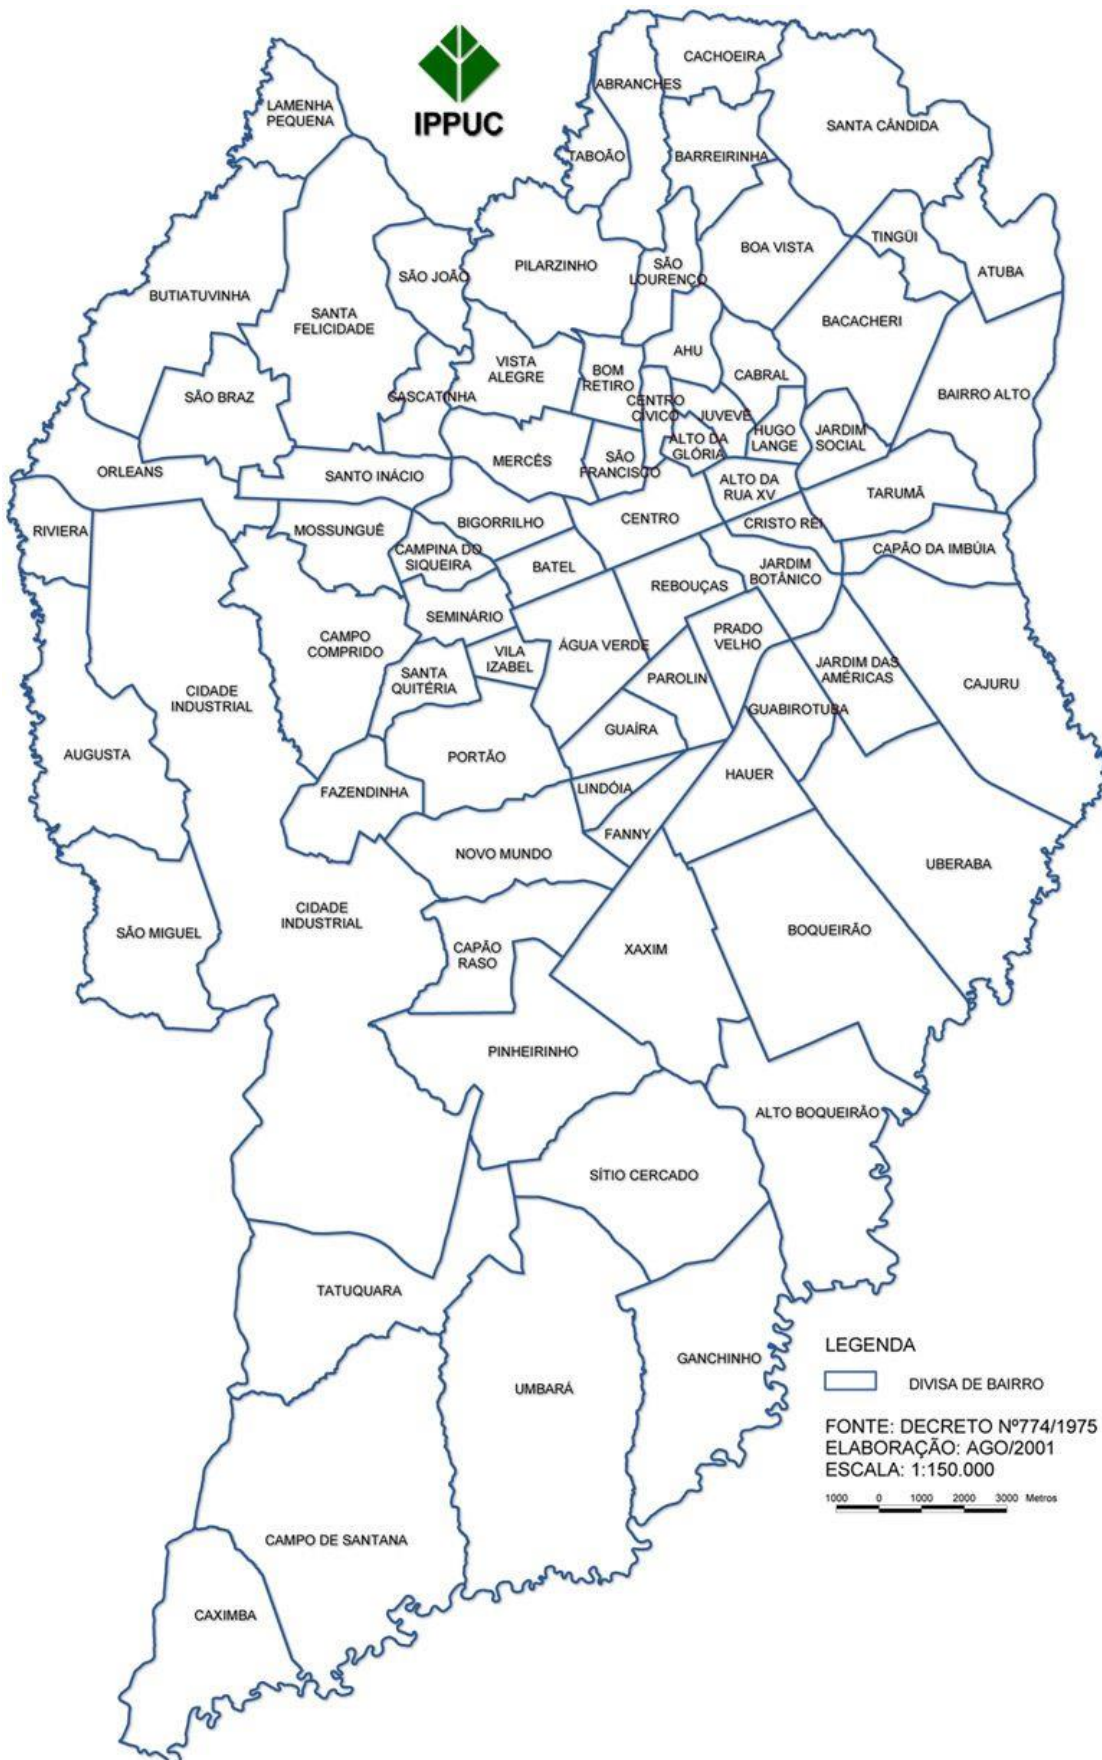 CACHOEIRA
ABRANCHES
LAMENHA
PEQUENA
IPPUC
SANTA CÂNDIDA
TABOÃO
BARREIRINHA
TINGÜI
BOA VISTA
PILARZINHO
SÃO
LOURENÇO
ATUBA
SÃO JOÃO
BUTIATUVINHA
SANTA
FELICIDADE
BACACHERI
AHU
VISTA
ALEGRE
BOM
RETIRO
CABRAL
BAIRRO ALTO
SÃO BRAZ
CASCATINHA
CENTRO
CÍVICO
JUVEVÊ
HUGO
LANGE
JARDIM
SOCIAL
ALTO DA
GLÓRIA
MERCÊS
SÃO
FRANCISCO
ORLEANS
SANTO INÁCIO
ALTO DA
RUA XV
TARUMÃ
RIVIERA
MOSSUNGUÊ
BIGORRILHO
CENTRO
CRISTO REI
CAMPINA DO
SIQUEIRA
CAPÃO DA IMBÚIA
BATEL
JARDIM
BOTÂNICO
REBOUÇAS
SEMINÁRIO
CAMPO
COMPRIDO
ÁGUA VERDE
PRADO
VELHO
VILA
IZABEL
SANTA
QUITÉRIA
PAROLIN
JARDIM DAS
AMÉRICAS
CAJURU
CIDADE
INDUSTRIAL
GUABIROTUBA
GUAÍRA
AUGUSTA
PORTÃO
HAUER
FAZENDINHA
LINDÓIA
FANNY
NOVO MUNDO
UBERABA
CIDADE
INDUSTRIAL
SÃO MIGUEL
CAPÃO
RASO
XAXIM
BOQUEIRÃO
PINHEIRINHO
ALTO BOQUEIRÃO
SÍTIO CERCADO
TATUQUARA
GANCHINHO
UMBARÁ
CAMPO DE SANTANA
CAXIMBA
LEGENDA
DIVISA DE BAIRRO
FONTE: DECRETO Nº774/1975
ELABORAÇÃO: AGO/2001
ESCALA: 1:150.000
1000 0 1000 2000 3000 Metros